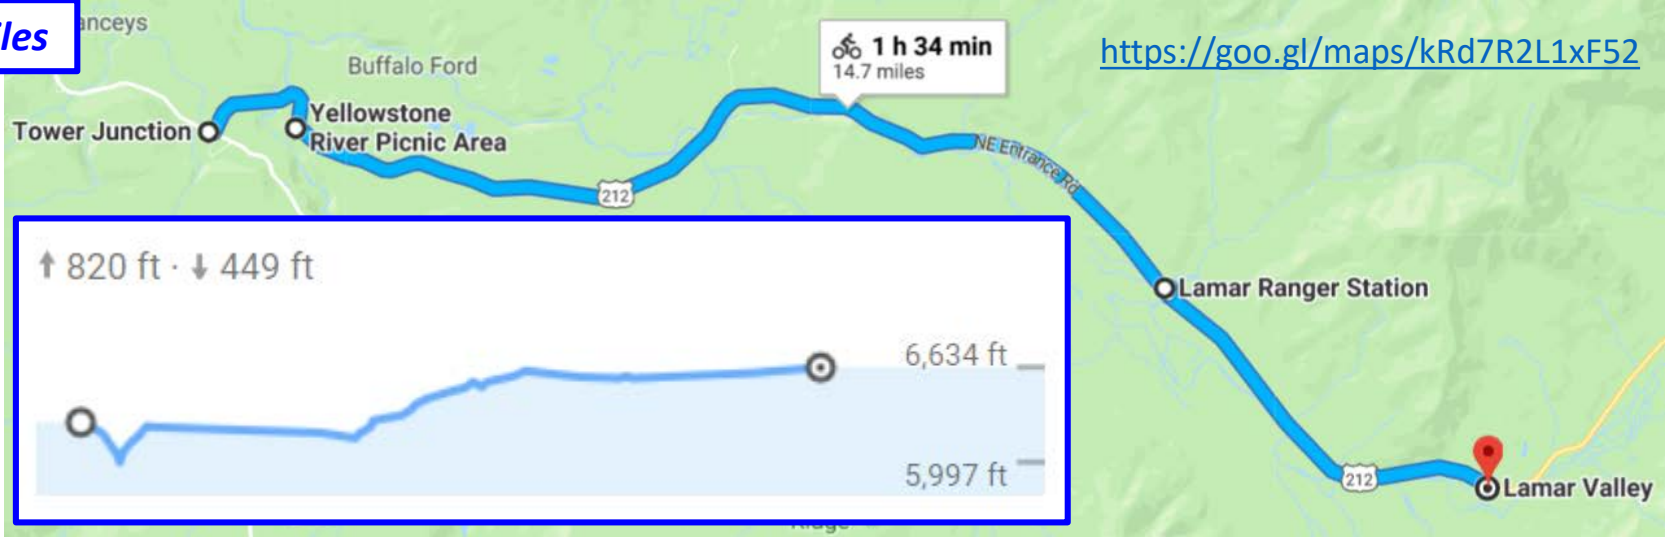 https://goo.gl/maps/kRd7R2L1xF52
1 h 34 min
14.7 miles
Buffalo Ford
Tower Junction
Yellowstone
River Picnic Area
NE Entrance Rd
212
Lamar Ranger Station
212
Lamar Valley
820 ft · 449 ft
6,634 ft
5,997 ft